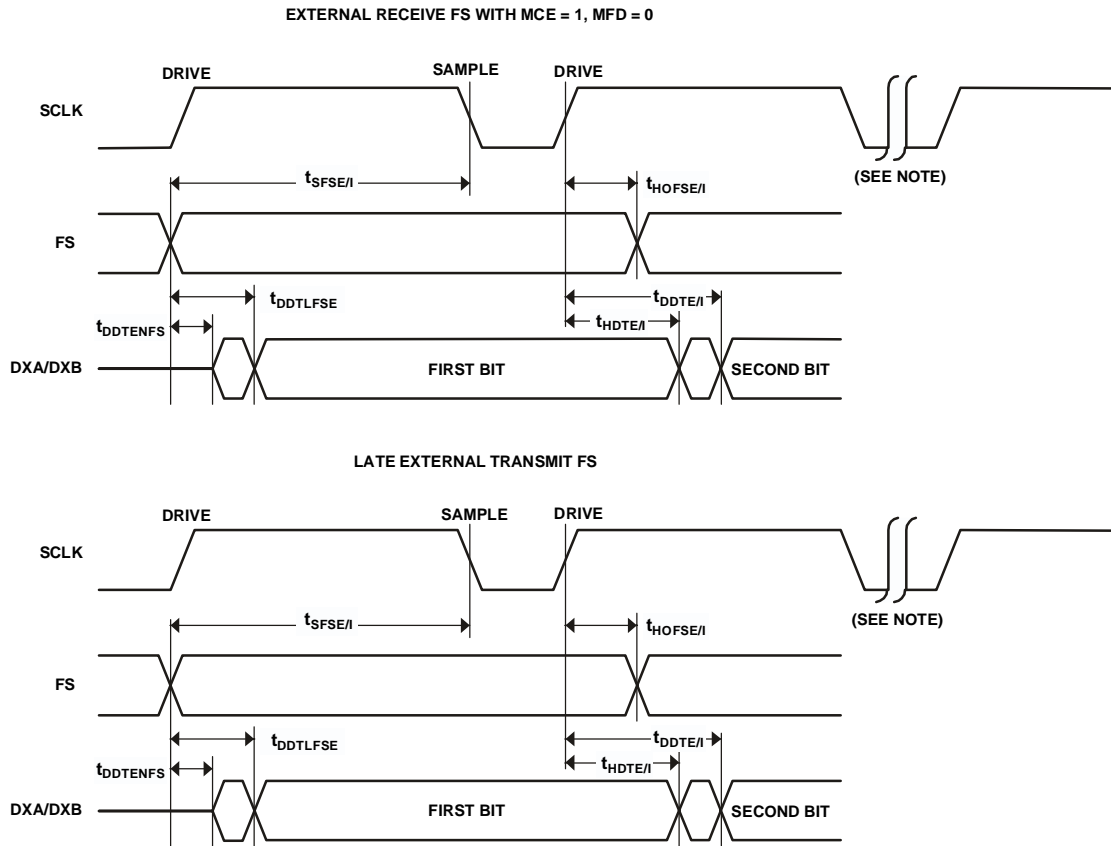 EXTERNAL RECEIVE FS WITH MCE = 1, MFD = 0
DRIVE SAMPLE DRIVE
SCLK
(SEE NOTE)
tSFSE/I tHOFSE/I
FS
tDDTLFSE tDDTE/I
tDDTENFS tHDTE/I
DXA/DXB FIRST BIT SECOND BIT
LATE EXTERNAL TRANSMIT FS
DRIVE SAMPLE DRIVE
SCLK
(SEE NOTE)
tSFSE/I tHOFSE/I
FS
tDDTLFSE tDDTE/I
tDDTENFS tHDTE/I
DXA/DXB FIRST BIT SECOND BIT